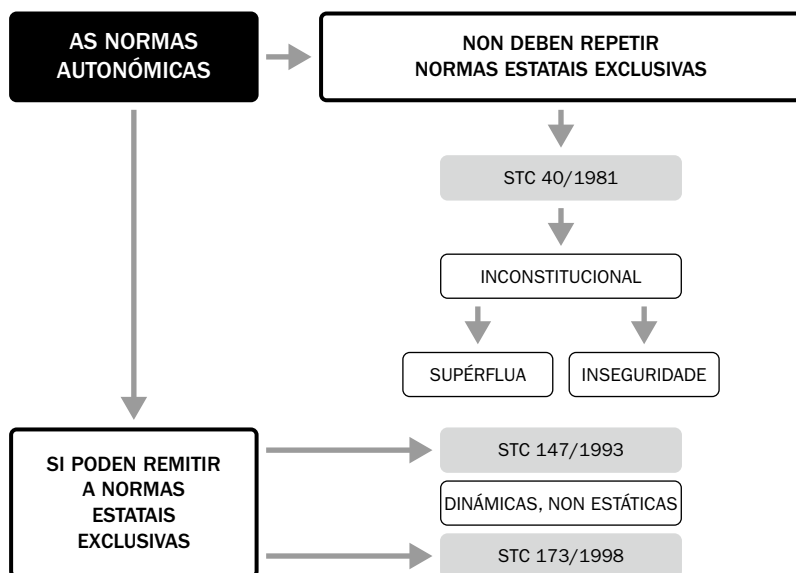 AS NORMAS
AUTONÓMICAS
NON DEBEN REPETIR
NORMAS ESTATAIS EXCLUSIVAS
STC 40/1981
INCONSTITUCIONAL
SUPÉRFLUA
INSEGURIDADE
SI PODEN REMITIR
A NORMAS
ESTATAIS
EXCLUSIVAS
STC 147/1993
DINÁMICAS, NON ESTÁTICAS
STC 173/1998